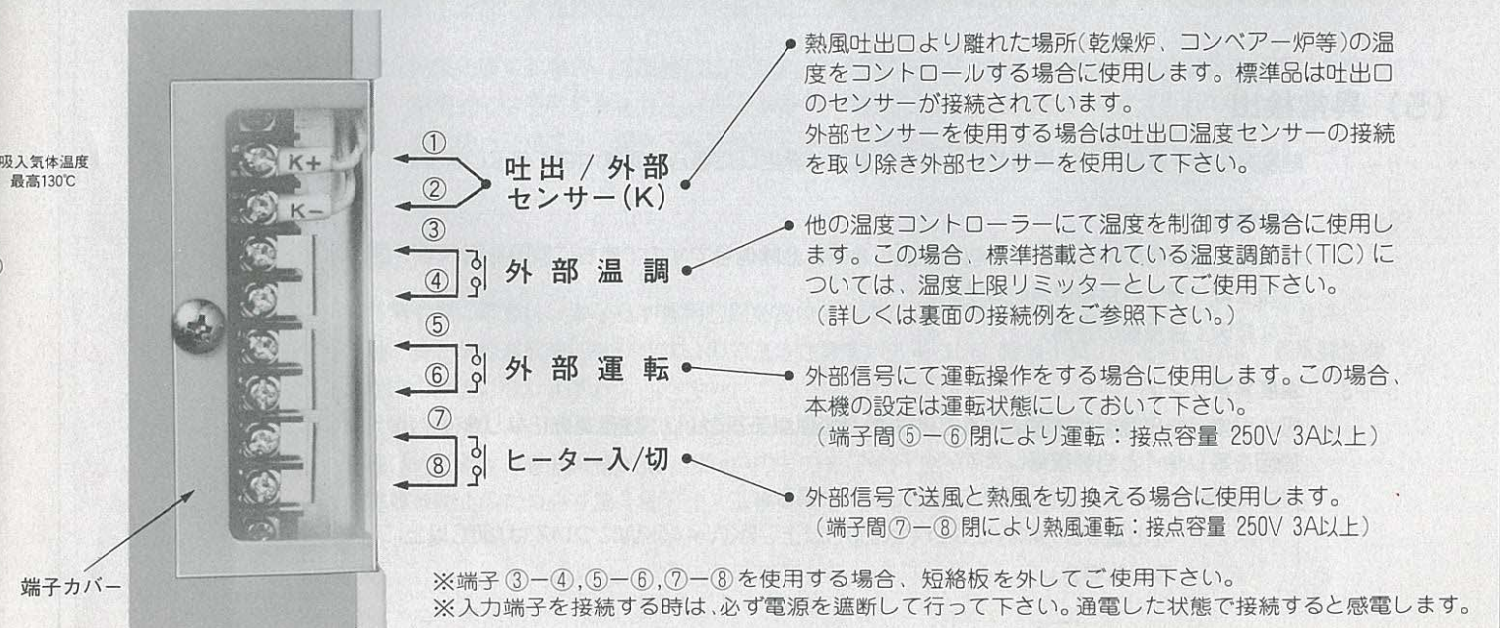 吸入気体温度
最高130℃
K+
K-
端子カバー
①
②
③
④
⑤
⑥
⑦
⑧
吐出 / 外部
センサー(K)
外部温調
外部運転
ヒーター入/切
● 熱風吐出口より離れた場所(乾燥炉、コンベアー炉等)の温
度をコントロールする場合に使用します。標準品は吐出口
のセンサーが接続されています。
外部センサーを使用する場合は吐出口温度センサーの接続
を取り除き外部センサーを使用して下さい。
● 他の温度コントローラーにて温度を制御する場合に使用し
ます。この場合、標準搭載されている温度調節計(TIC)に
ついては、温度上限リミッターとしてご使用下さい。
(詳しくは裏面の接続例をご参照下さい。)
● 外部信号にて運転操作をする場合に使用します。この場合、
本機の設定は運転状態にしておいて下さい。
(端子間⑤ー⑥閉により運転:接点容量 250V 3A以上)
● 外部信号で送風と熱風を切換える場合に使用します。
(端子間⑦ー⑧閉により熱風運転:接点容量 250V 3A以上)
※端子③ー④,⑤ー⑥,⑦ー⑧を使用する場合、短絡板を外してご使用下さい。
※入力端子を接続する時は、必ず電源を遮断して行って下さい。通電した状態で接続すると感電します。